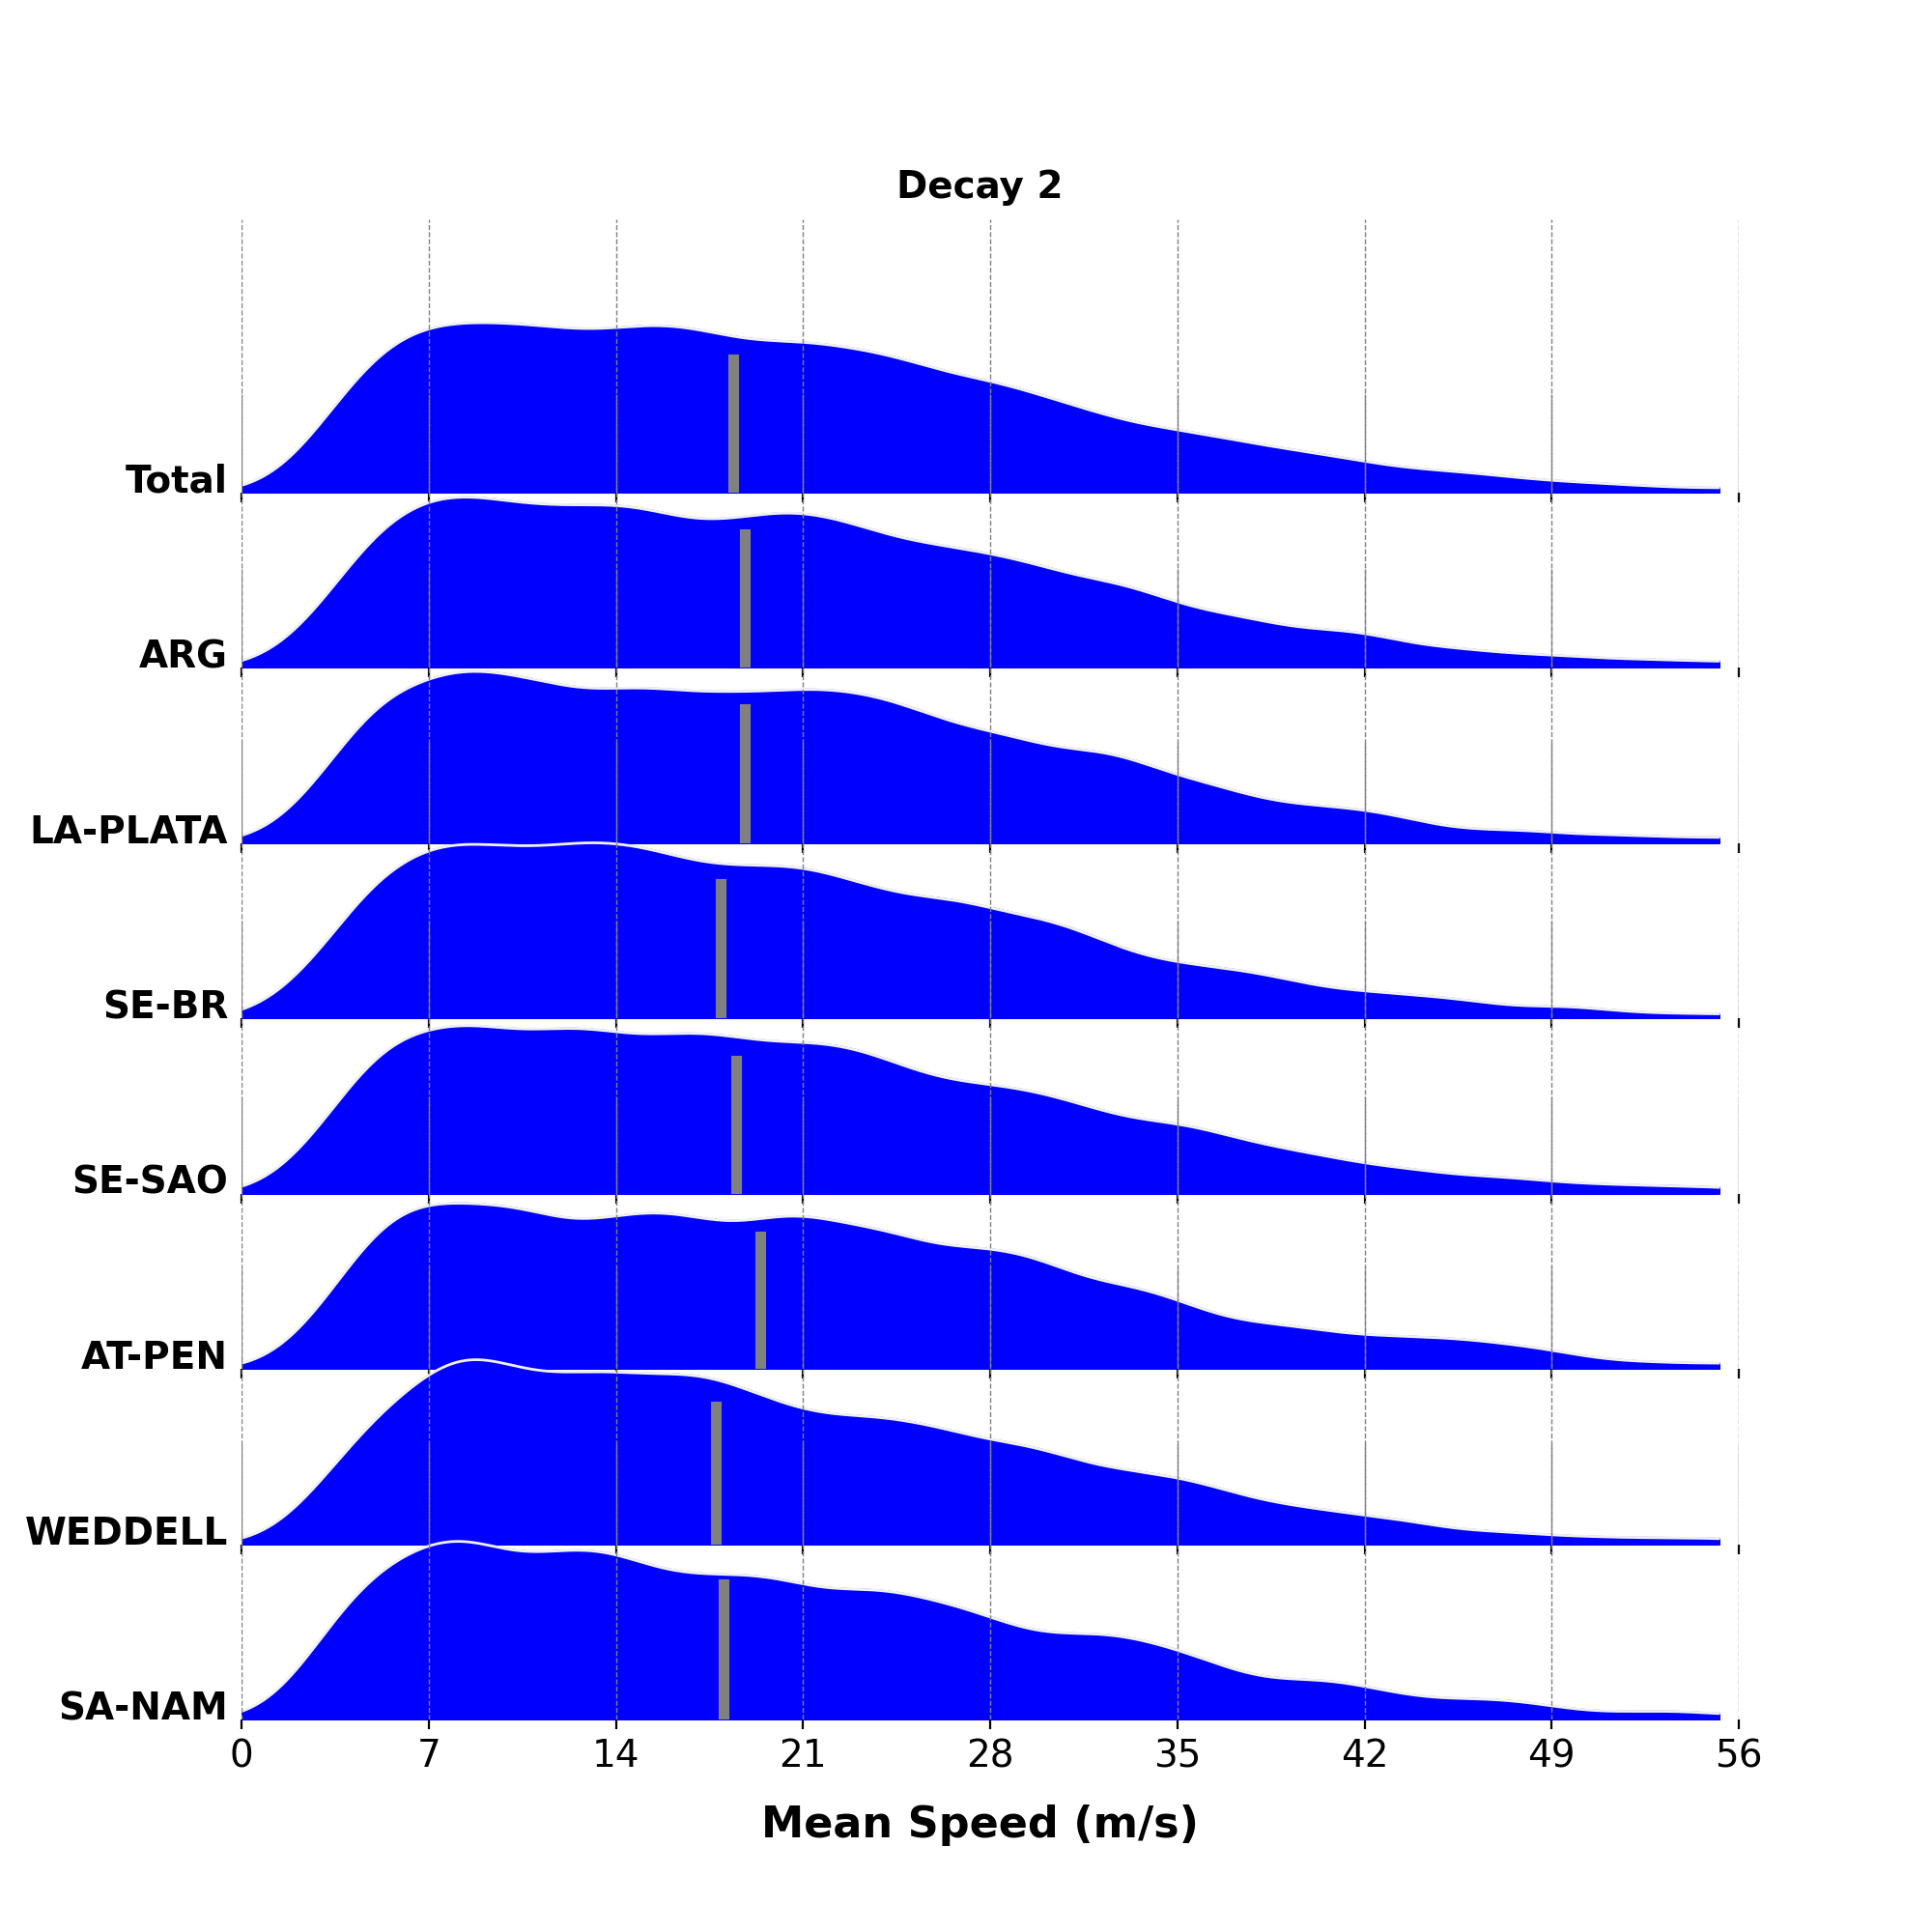 Decay 2
Total
ARG
LA-PLATA
SE-BR
SE-SAO
AT-PEN
WEDDELL
SA-NAM
0 7 14 21 28 35 42 49 56
Mean Speed (m/s)